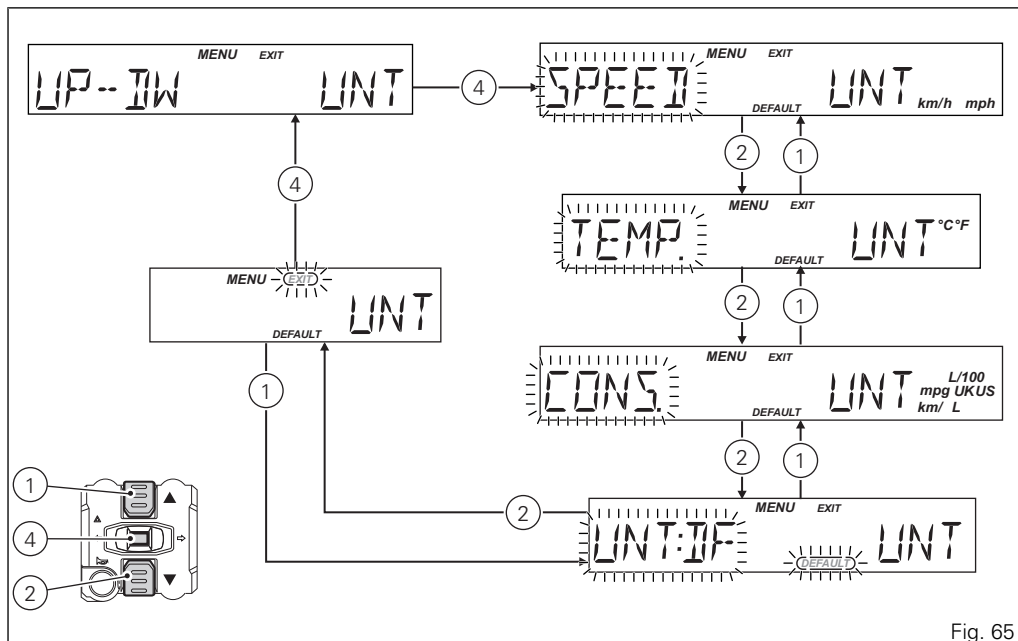 MENU EXIT
UP--DW UNT
4
MENU EXIT
SPEED UNT km/h mph
DEFAULT
2 1
4
MENU EXIT
TEMP. UNT °C°F
DEFAULT
MENU EXIT
UNT
DEFAULT
2 1
1
MENU EXIT
CONS. UNT L/100
mpg UKUS
km/ L
DEFAULT
2 1
1
4
2
2
MENU EXIT
UNT:DF UNT
DEFAULT
Fig. 65